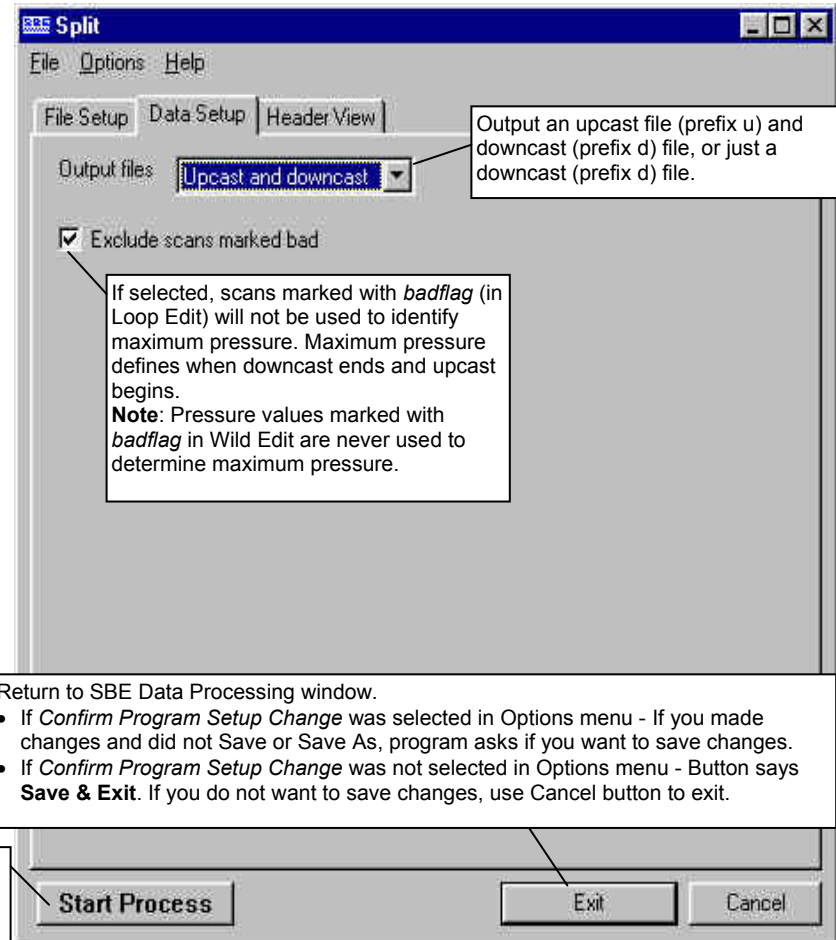 SBE Split
File Options Help
File Setup Data Setup Header View
Output an upcast file (prefix u) and
downcast (prefix d) file, or just a
downcast (prefix d) file.
Output files Upcast and downcast
Exclude scans marked bad
If selected, scans marked with badflag (in
Loop Edit) will not be used to identify
maximum pressure. Maximum pressure
defines when downcast ends and upcast
begins.
Note: Pressure values marked with
badflag in Wild Edit are never used to
determine maximum pressure.
Return to SBE Data Processing window.
• If Confirm Program Setup Change was selected in Options menu - If you made
changes and did not Save or Save As, program asks if you want to save changes.
• If Confirm Program Setup Change was not selected in Options menu - Button says
Save & Exit. If you do not want to save changes, use Cancel button to exit.
Start Process Exit Cancel